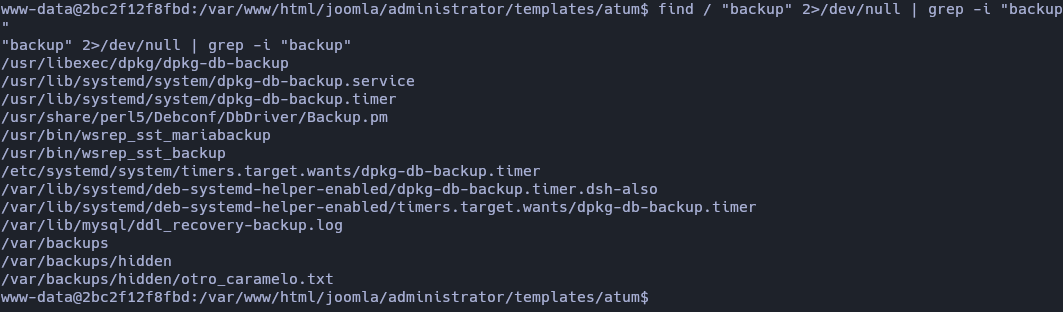 www-data@2bc2f12f8fbd:/var/www/html/joomla/administrator/templates/atum$ find / "backup" 2>/dev/null | grep -i "backup
"
"backup" 2>/dev/null | grep -i "backup"
/usr/libexec/dpkg/dpkg-db-backup
/usr/lib/systemd/system/dpkg-db-backup.service
/usr/lib/systemd/system/dpkg-db-backup.timer
/usr/share/perl5/Debconf/DbDriver/Backup.pm
/usr/bin/wsrep_sst_mariabackup
/usr/bin/wsrep_sst_backup
/etc/systemd/system/timers.target.wants/dpkg-db-backup.timer
/var/lib/systemd/deb-systemd-helper-enabled/dpkg-db-backup.timer.dsh-also
/var/lib/systemd/deb-systemd-helper-enabled/timers.target.wants/dpkg-db-backup.timer
/var/lib/mysql/ddl_recovery-backup.log
/var/backups
/var/backups/hidden
/var/backups/hidden/otro_caramelo.txt
www-data@2bc2f12f8fbd:/var/www/html/joomla/administrator/templates/atum$